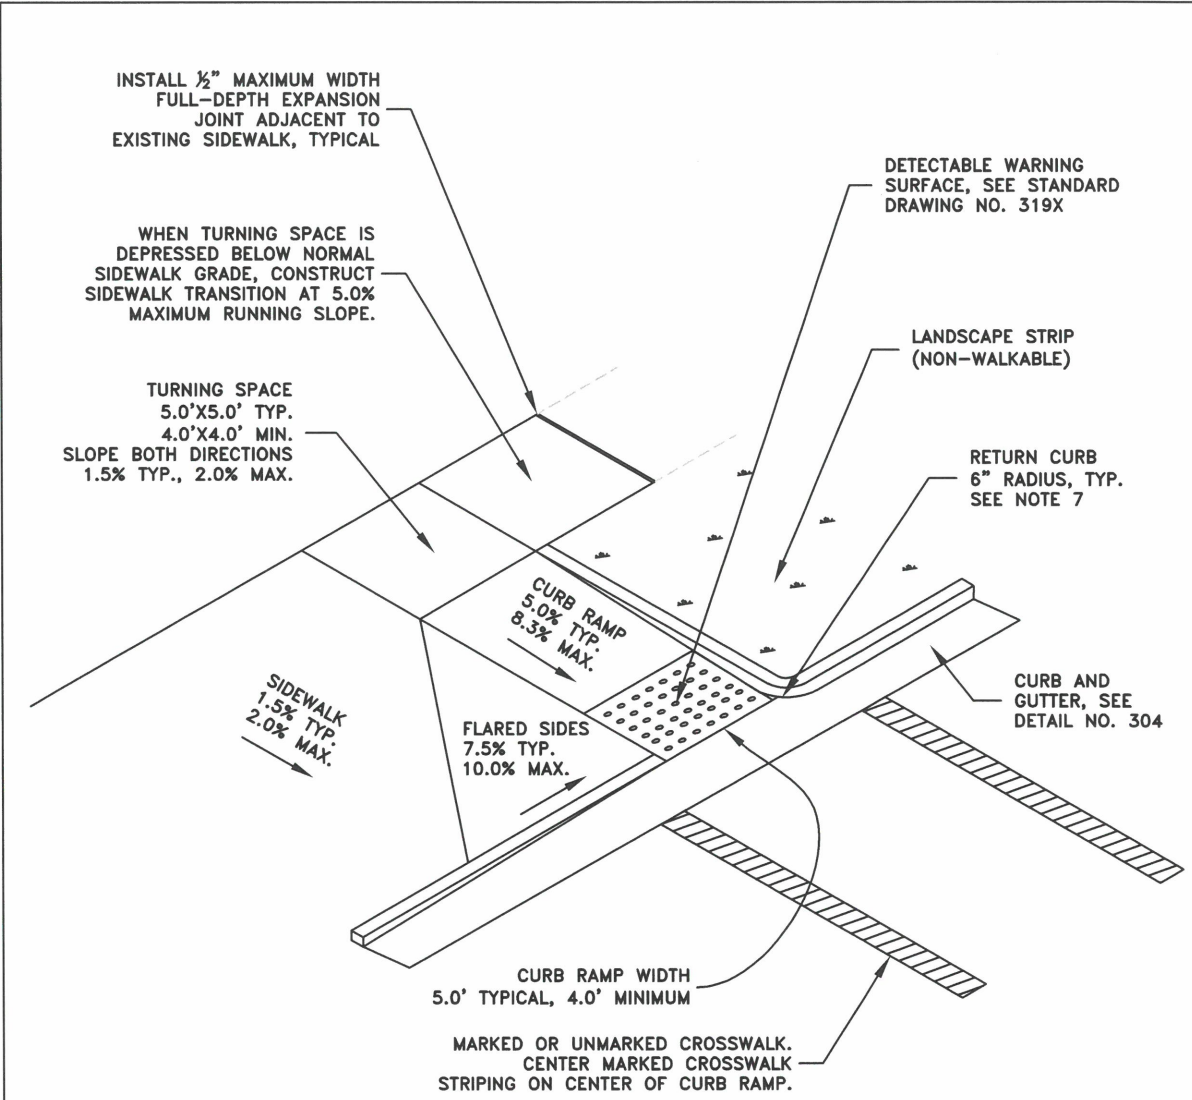 INSTALL ½" MAXIMUM WIDTH
FULL-DEPTH EXPANSION
JOINT ADJACENT TO
EXISTING SIDEWALK, TYPICAL
DETECTABLE WARNING
SURFACE, SEE STANDARD
DRAWING NO. 319X
WHEN TURNING SPACE IS
DEPRESSED BELOW NORMAL
SIDEWALK GRADE, CONSTRUCT
SIDEWALK TRANSITION AT 5.0%
MAXIMUM RUNNING SLOPE.
LANDSCAPE STRIP
(NON-WALKABLE)
TURNING SPACE
5.0'X5.0' TYP.
4.0'X4.0' MIN.
SLOPE BOTH DIRECTIONS
1.5% TYP., 2.0% MAX.
RETURN CURB
6" RADIUS, TYP.
SEE NOTE 7
CURB RAMP
5.0% TYP.
8.3% MAX.
SIDEWALK
1.5% TYP.
2.0% MAX.
FLARED SIDES
7.5% TYP.
10.0% MAX.
CURB AND
GUTTER, SEE
DETAIL NO. 304
CURB RAMP WIDTH
5.0' TYPICAL, 4.0' MINIMUM
MARKED OR UNMARKED CROSSWALK.
CENTER MARKED CROSSWALK
STRIPING ON CENTER OF CURB RAMP.